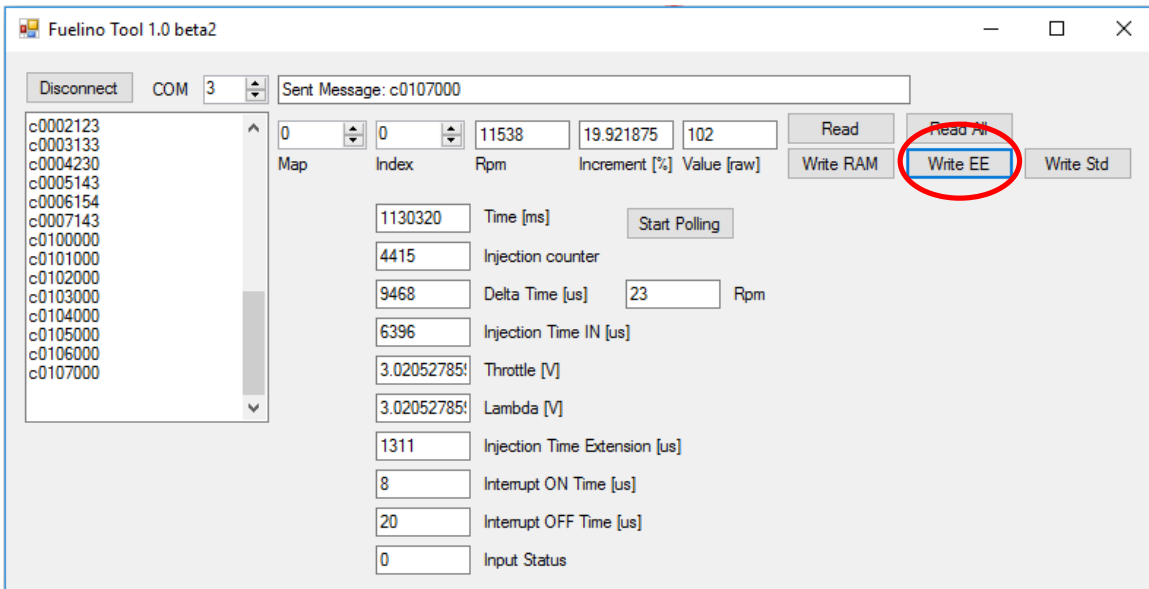 Fuelino Tool 1.0 beta2
Disconnect COM 3 Sent Message: c0107000
c0002123
c0003133
c0004230
c0005143
c0006154
c0007143
c0100000
c0101000
c0102000
c0103000
c0104000
c0105000
c0106000
c0107000
0 0 11538 19.921875 102 Read Read All
Map Index Rpm Increment [%] Value [raw] Write RAM Write EE Write Std
1130320 Time [ms] Start Polling
4415 Injection counter
9468 Delta Time [us] 23 Rpm
6396 Injection Time IN [us]
3.020527859 Throttle [V]
3.020527859 Lambda [V]
1311 Injection Time Extension [us]
8 Interrupt ON Time [us]
20 Interrupt OFF Time [us]
0 Input Status